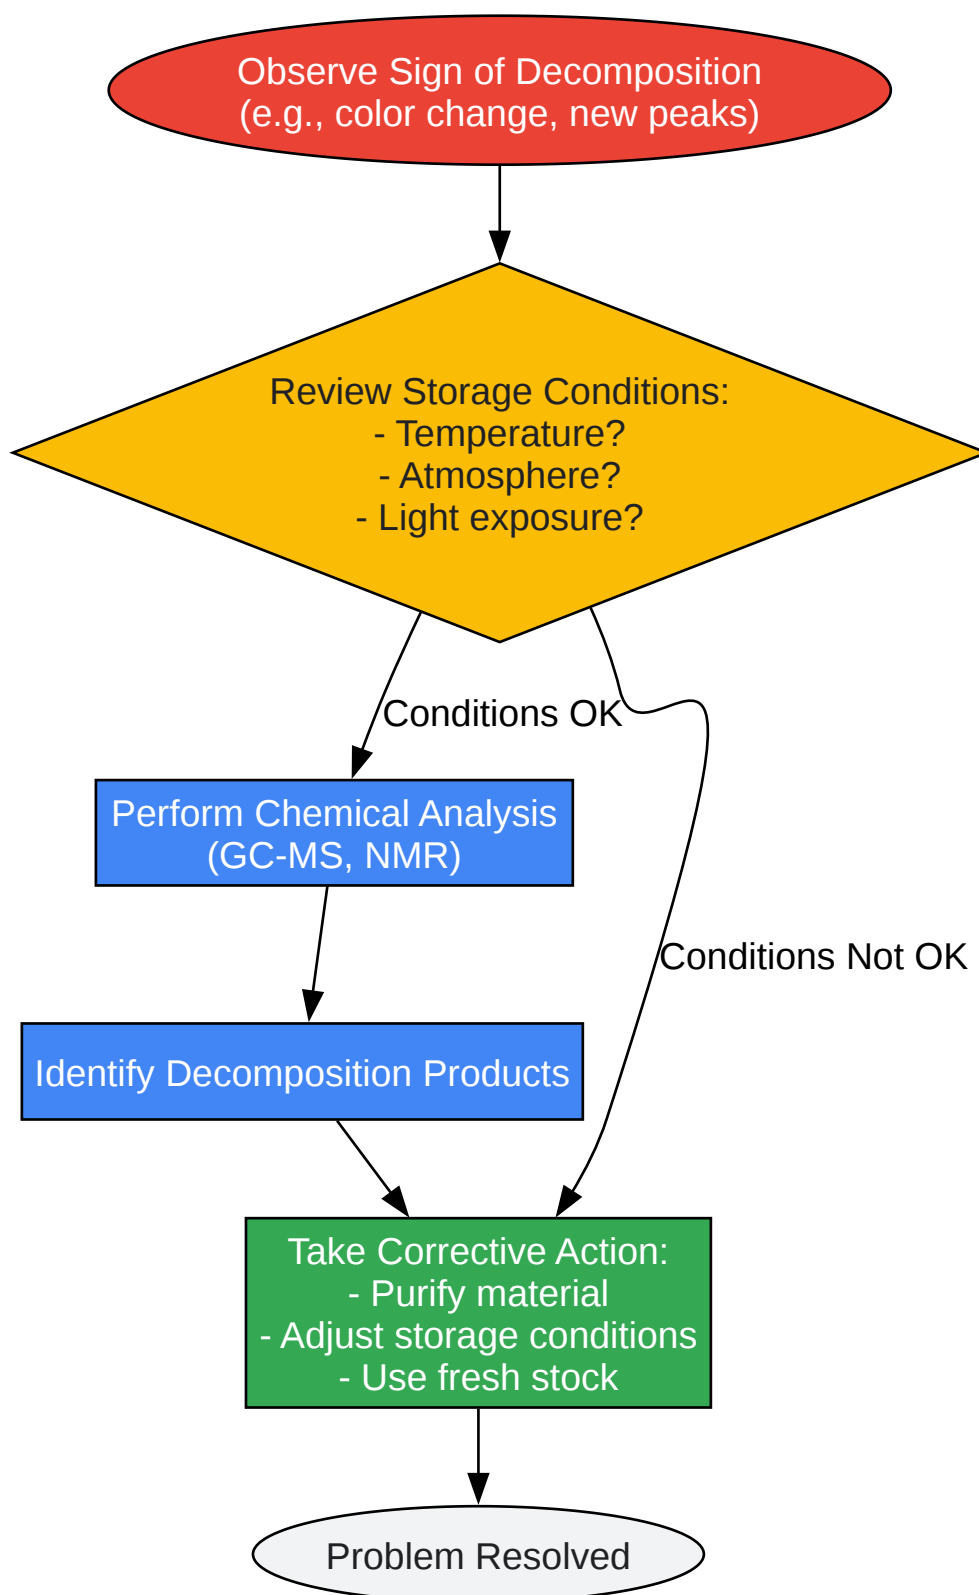 Observe Sign of Decomposition
(e.g., color change, new peaks)
Review Storage Conditions:
- Temperature?
- Atmosphere?
- Light exposure?
Conditions OK
Perform Chemical Analysis
(GC-MS, NMR)
Conditions Not OK
Identify Decomposition Products
Take Corrective Action:
- Purify material
- Adjust storage conditions
- Use fresh stock
Problem Resolved